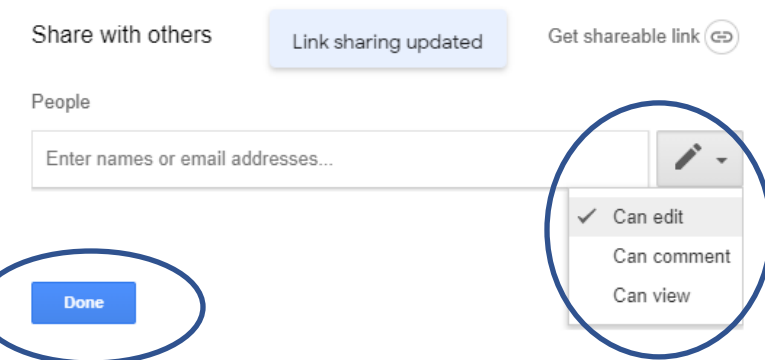 Share with others
Link sharing updated
Get shareable link
People
Enter names or email addresses...
Can edit
Can comment
Can view
Done